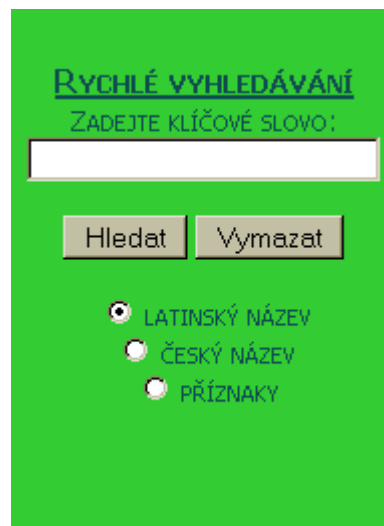 Rychlé vyhledávání
Zadejte klíčové slovo:
Hledat Vymazat
latinský název
český název
příznaky